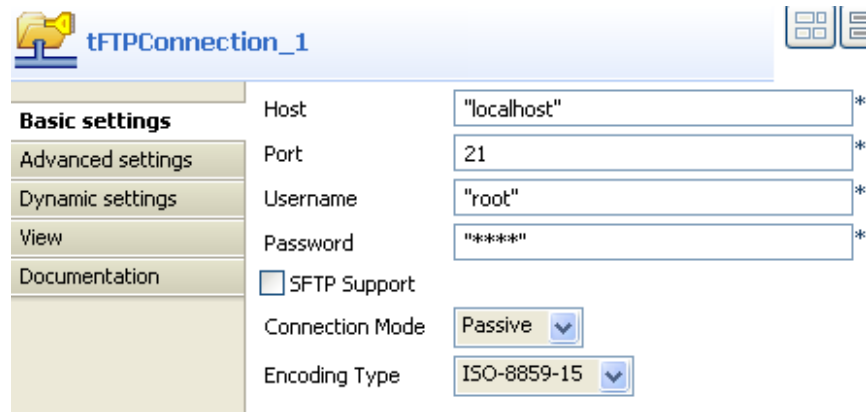 tFTPConnection_1
Basic settings
Advanced settings
Dynamic settings
View
Documentation
Host "localhost" *
Port 21 *
Username "root" *
Password "****" *
SFTP Support
Connection Mode Passive
Encoding Type ISO-8859-15